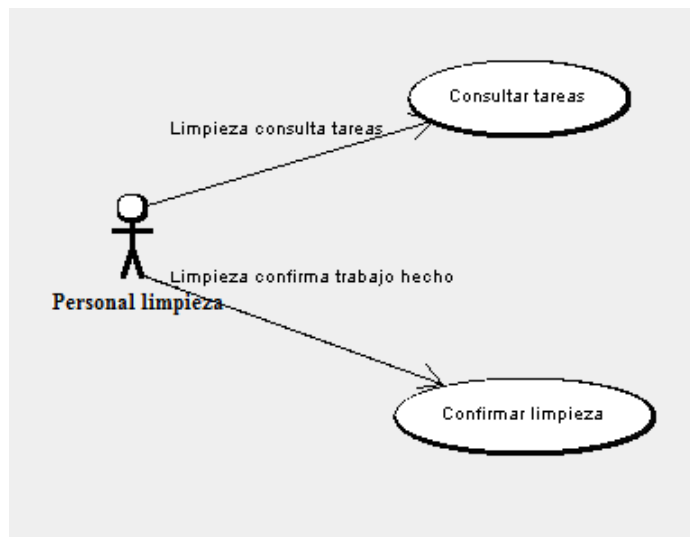 Consultar tareas
Limpieza consulta tareas
Limpieza confirma trabajo hecho
Personal limpieza
Confirmar limpieza